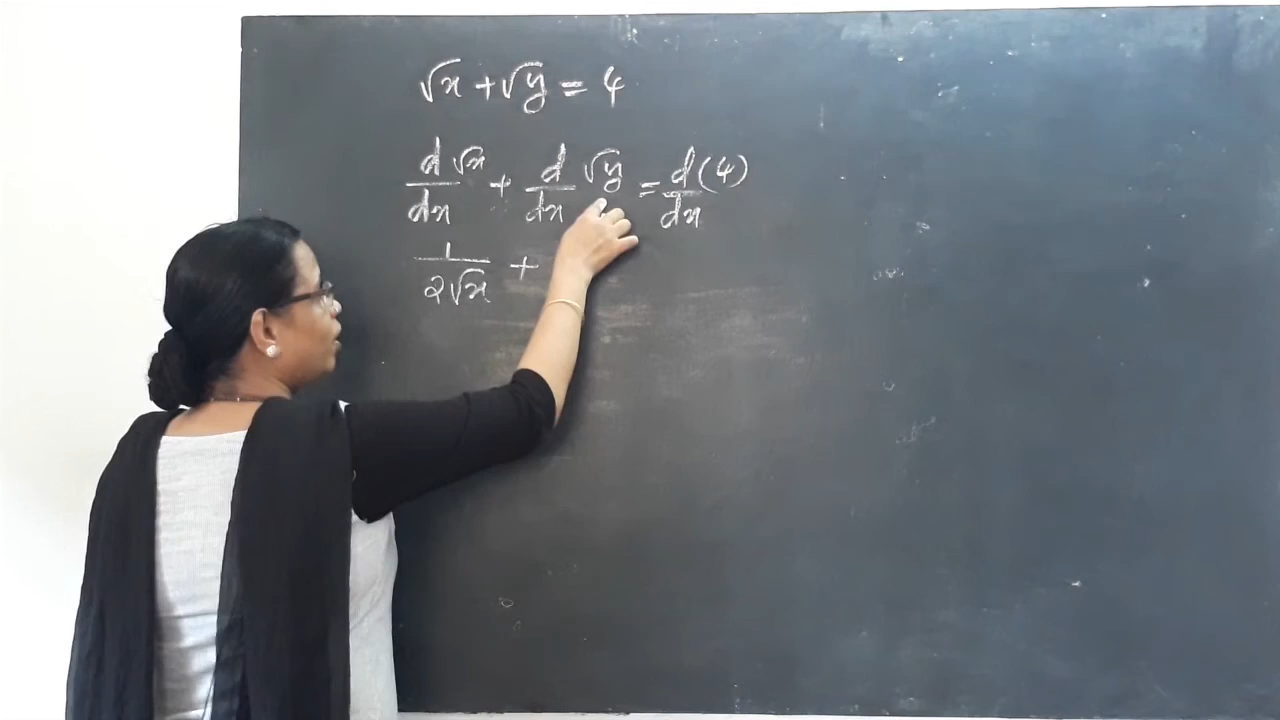 √x + √y = 4
d/dx √x + d/dx √y = d/dx (4)
1/2√x +